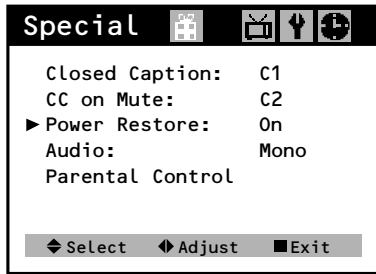 Special
Closed Caption: C1
CC on Mute: C2
▶ Power Restore: On
Audio: Mono
Parental Control
Select Adjust Exit